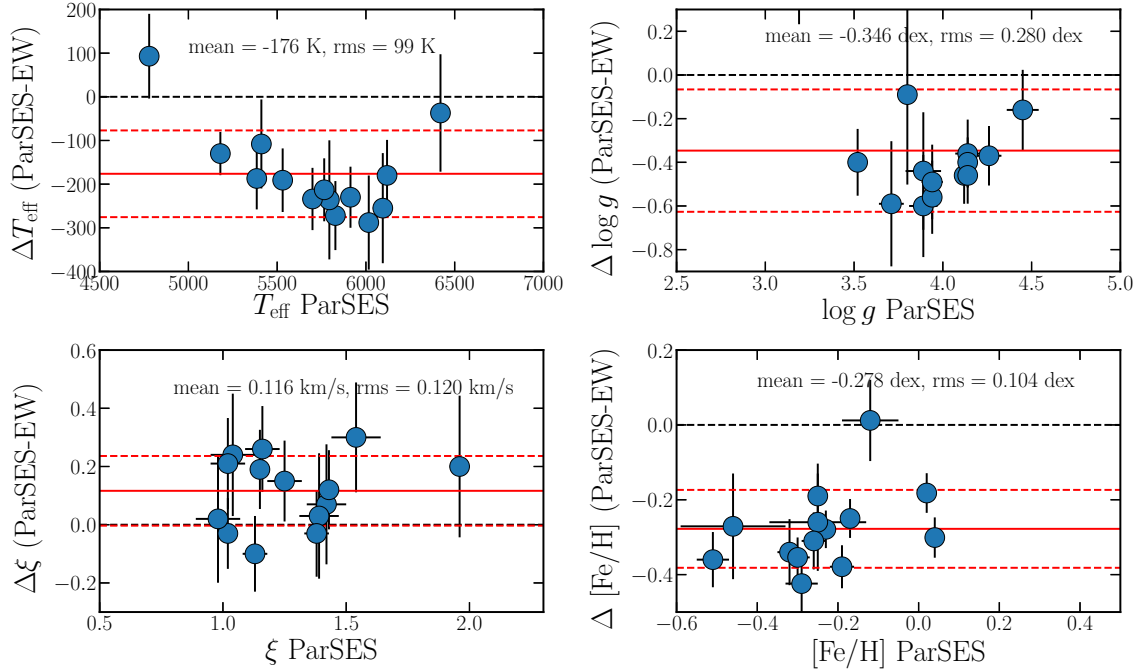 200
100
0
−100
−200
−300
−400
ΔT_eff (ParSES-EW)
mean = -176 K, rms = 99 K
4500 5000 5500 6000 6500 7000
T_eff ParSES
0.2
0.0
−0.2
−0.4
−0.6
−0.8
Δ log g (ParSES-EW)
mean = -0.346 dex, rms = 0.280 dex
2.5 3.0 3.5 4.0 4.5 5.0
log g ParSES
0.6
0.4
0.2
0.0
−0.2
Δξ (ParSES-EW)
mean = 0.116 km/s, rms = 0.120 km/s
0.5 1.0 1.5 2.0
ξ ParSES
0.2
0.0
−0.2
−0.4
−0.6
Δ [Fe/H] (ParSES-EW)
mean = -0.278 dex, rms = 0.104 dex
−0.6 −0.4 −0.2 0.0 0.2 0.4
[Fe/H] ParSES